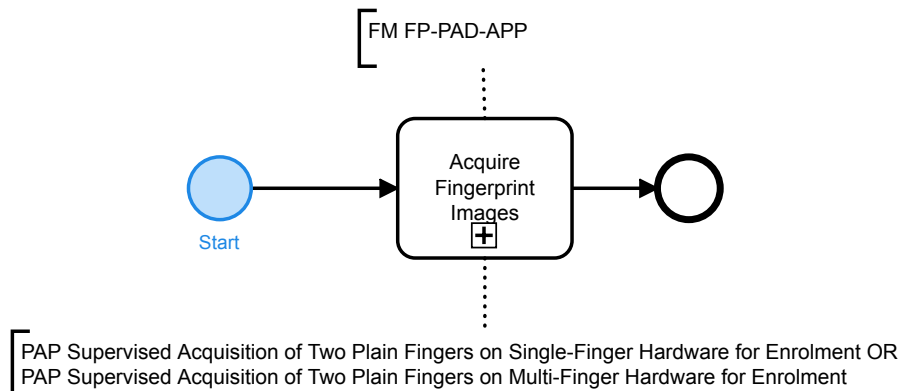 FM FP-PAD-APP
Acquire
Fingerprint
Images
Start
PAP Supervised Acquisition of Two Plain Fingers on Single-Finger Hardware for Enrolment OR
PAP Supervised Acquisition of Two Plain Fingers on Multi-Finger Hardware for Enrolment